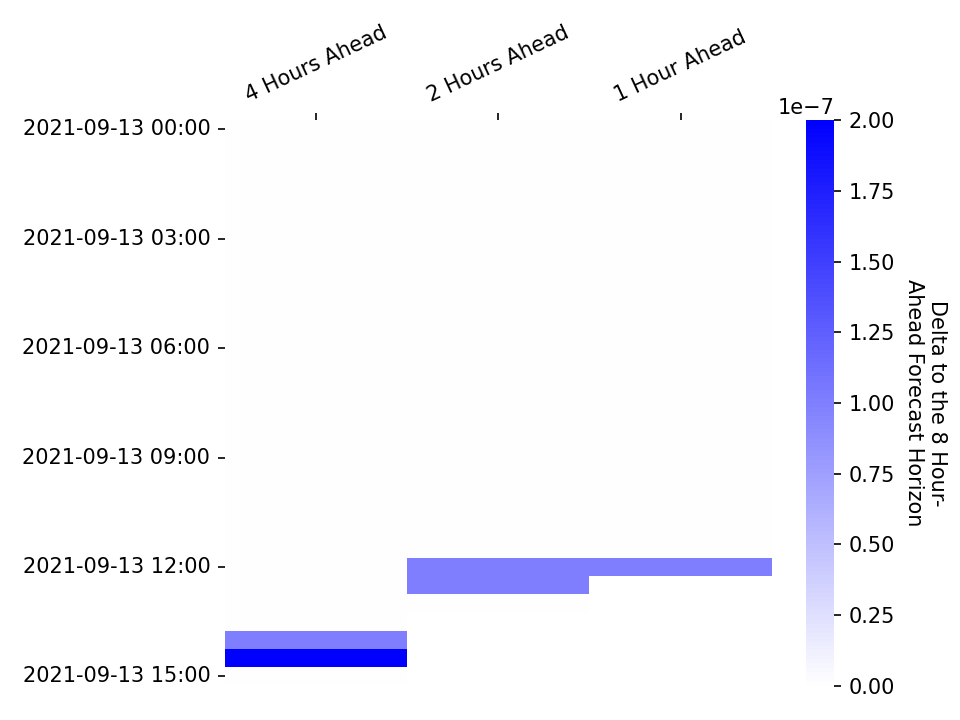 4 Hours Ahead
2 Hours Ahead
1 Hour Ahead
1e−7
2021-09-13 00:00
2021-09-13 03:00
2021-09-13 06:00
2021-09-13 09:00
2021-09-13 12:00
2021-09-13 15:00
2.00
1.75
1.50
1.25
1.00
0.75
0.50
0.25
0.00
Delta to the 8 Hour-
Ahead Forecast Horizon